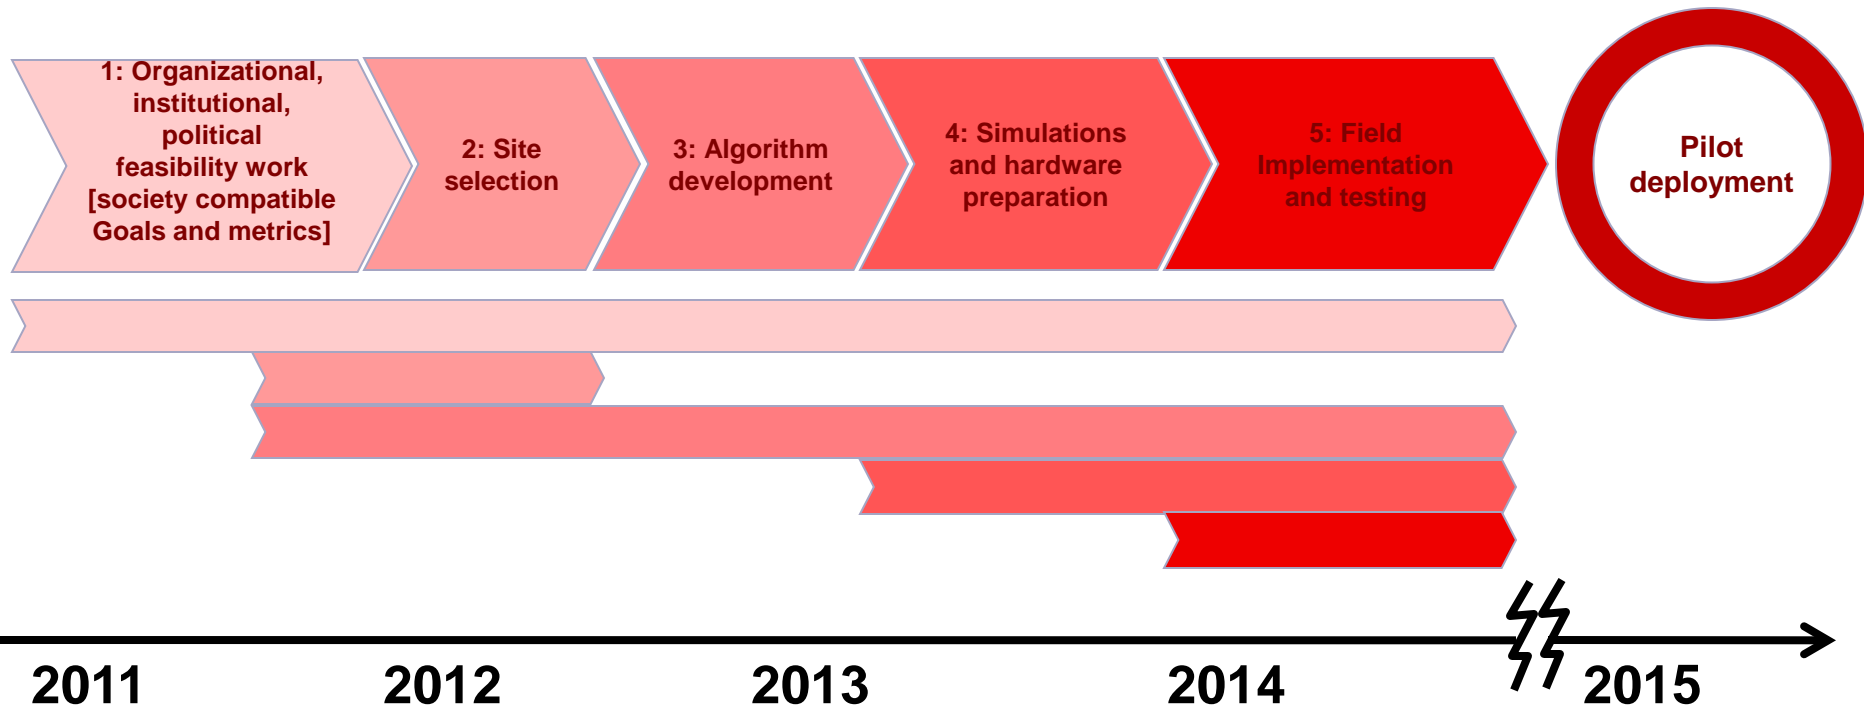 1: Organizational,
institutional,
political
feasibility work
[society compatible
Goals and metrics]
2: Site
selection
3: Algorithm
development
4: Simulations
and hardware
preparation
5: Field
Implementation
and testing
Pilot
deployment
2011
2012
2013
2014
2015